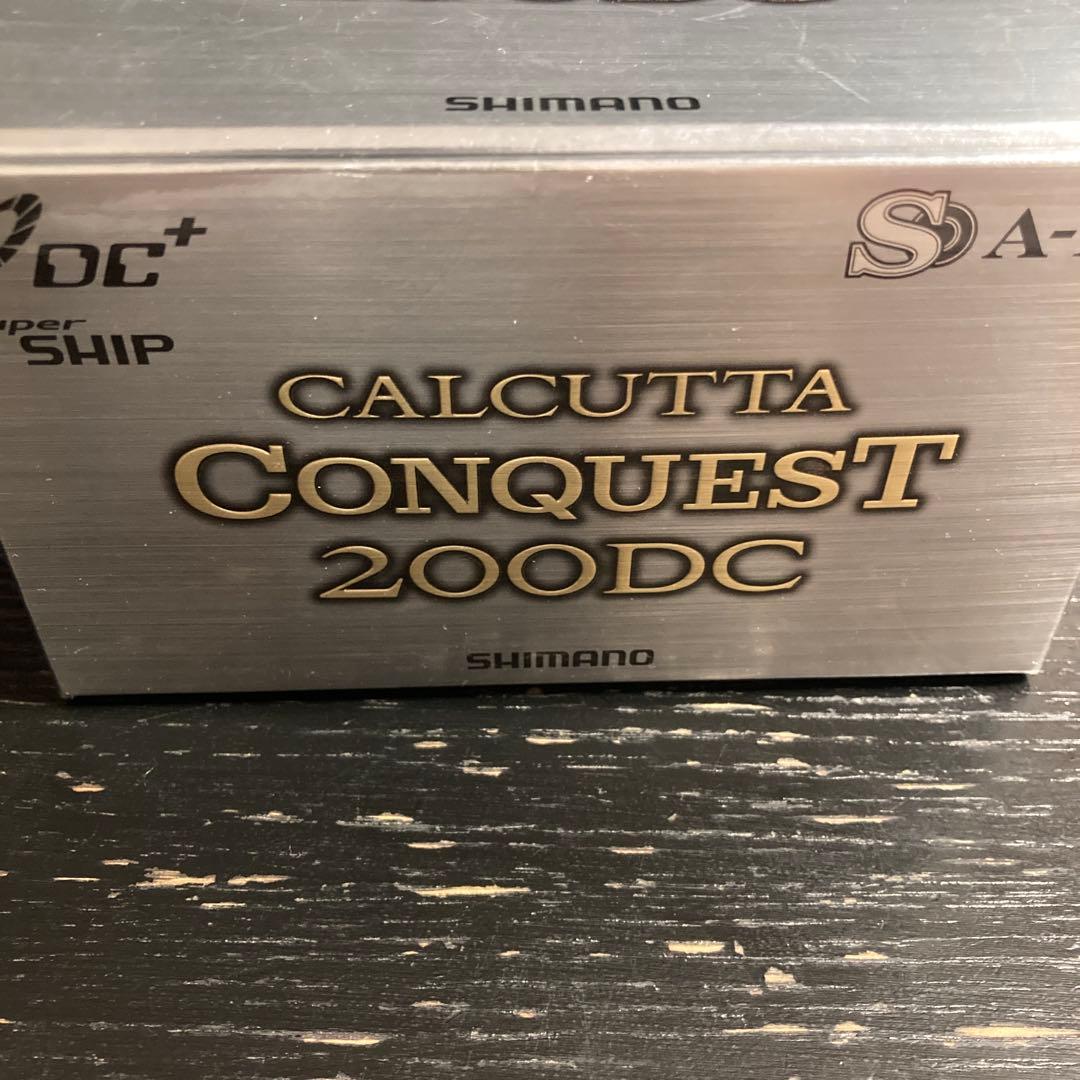 SHIMANO
DC+
SHIP
CALCUTTA
CONQUEST
200DC
SHIMANO